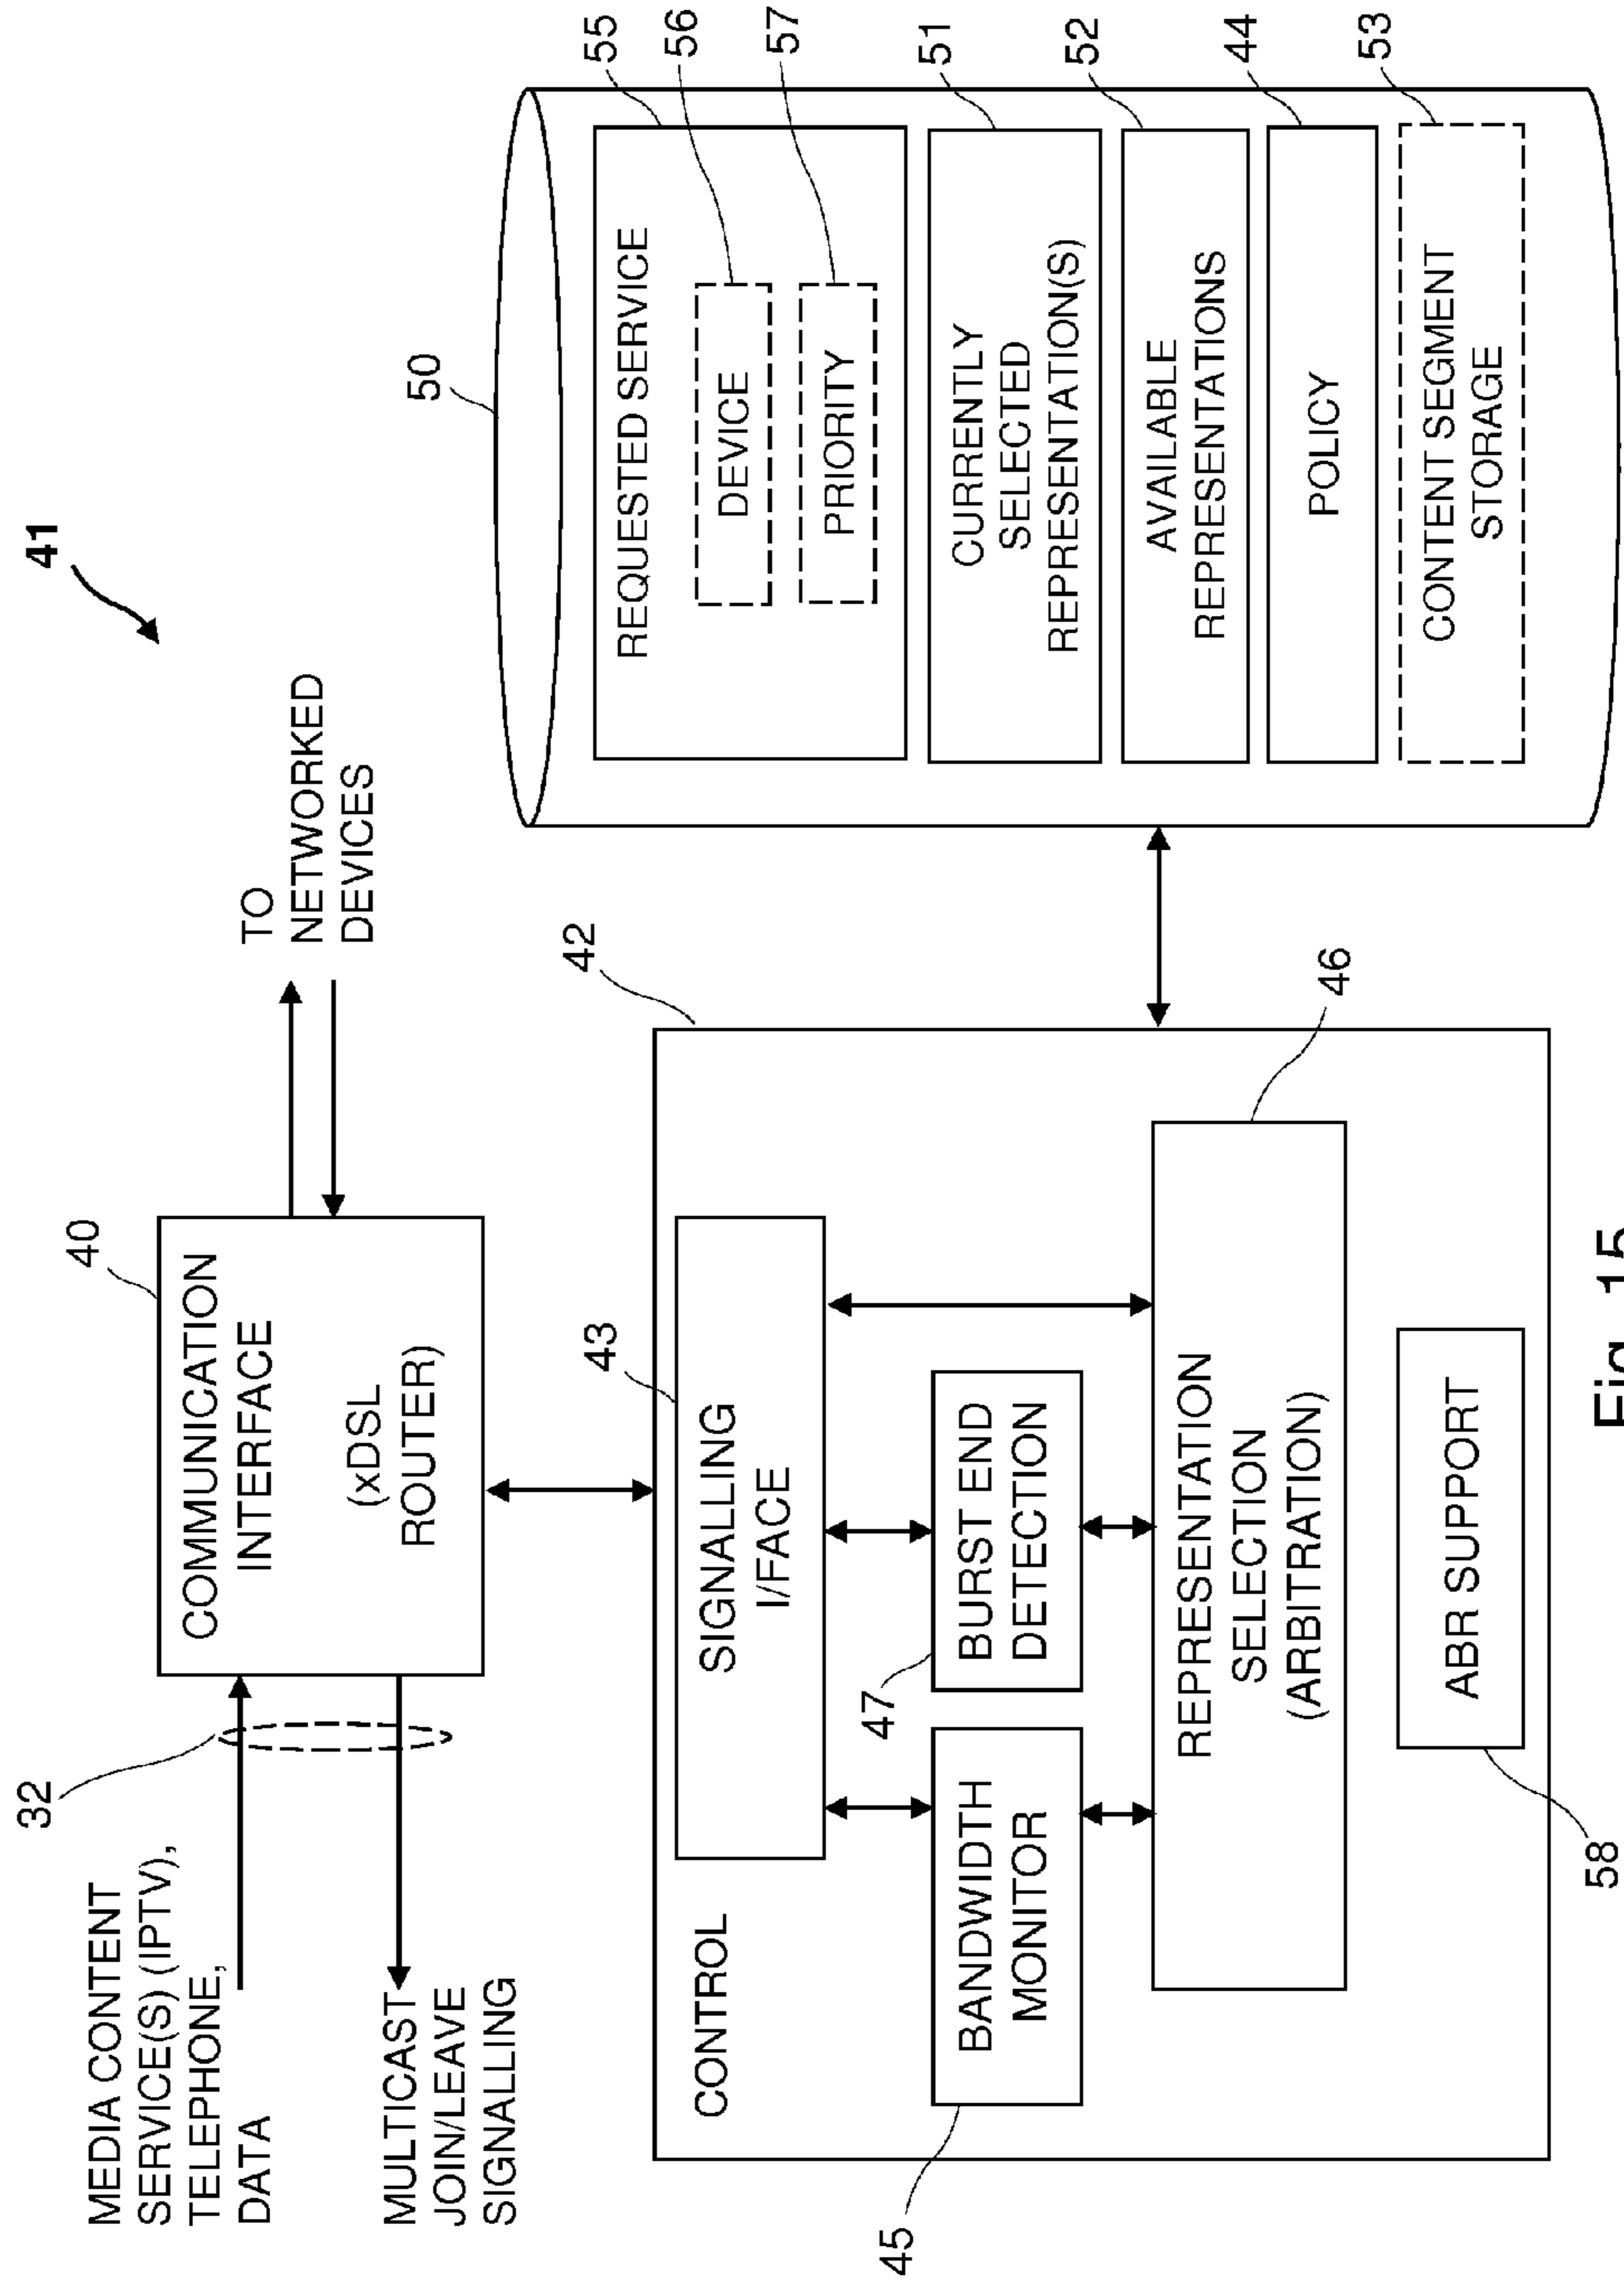 41
MEDIA CONTENT
SERVICE(S) (IPTV),
TELEPHONE,
DATA
32
MULTICAST
JOIN/LEAVE
SIGNALLING
40
COMMUNICATION
INTERFACE
(xDSL
ROUTER)
TO
NETWORKED
DEVICES
42
CONTROL
43
SIGNALLING
I/FACE
45
BANDWIDTH
MONITOR
47
BURST END
DETECTION
46
REPRESENTATION
SELECTION
(ARBITRATION)
58
ABR SUPPORT
50
55
REQUESTED SERVICE
56
DEVICE
57
PRIORITY
51
CURRENTLY
SELECTED
REPRESENTATION(S)
52
AVAILABLE
REPRESENTATIONS
44
POLICY
53
CONTENT SEGMENT
STORAGE
Fig. 15